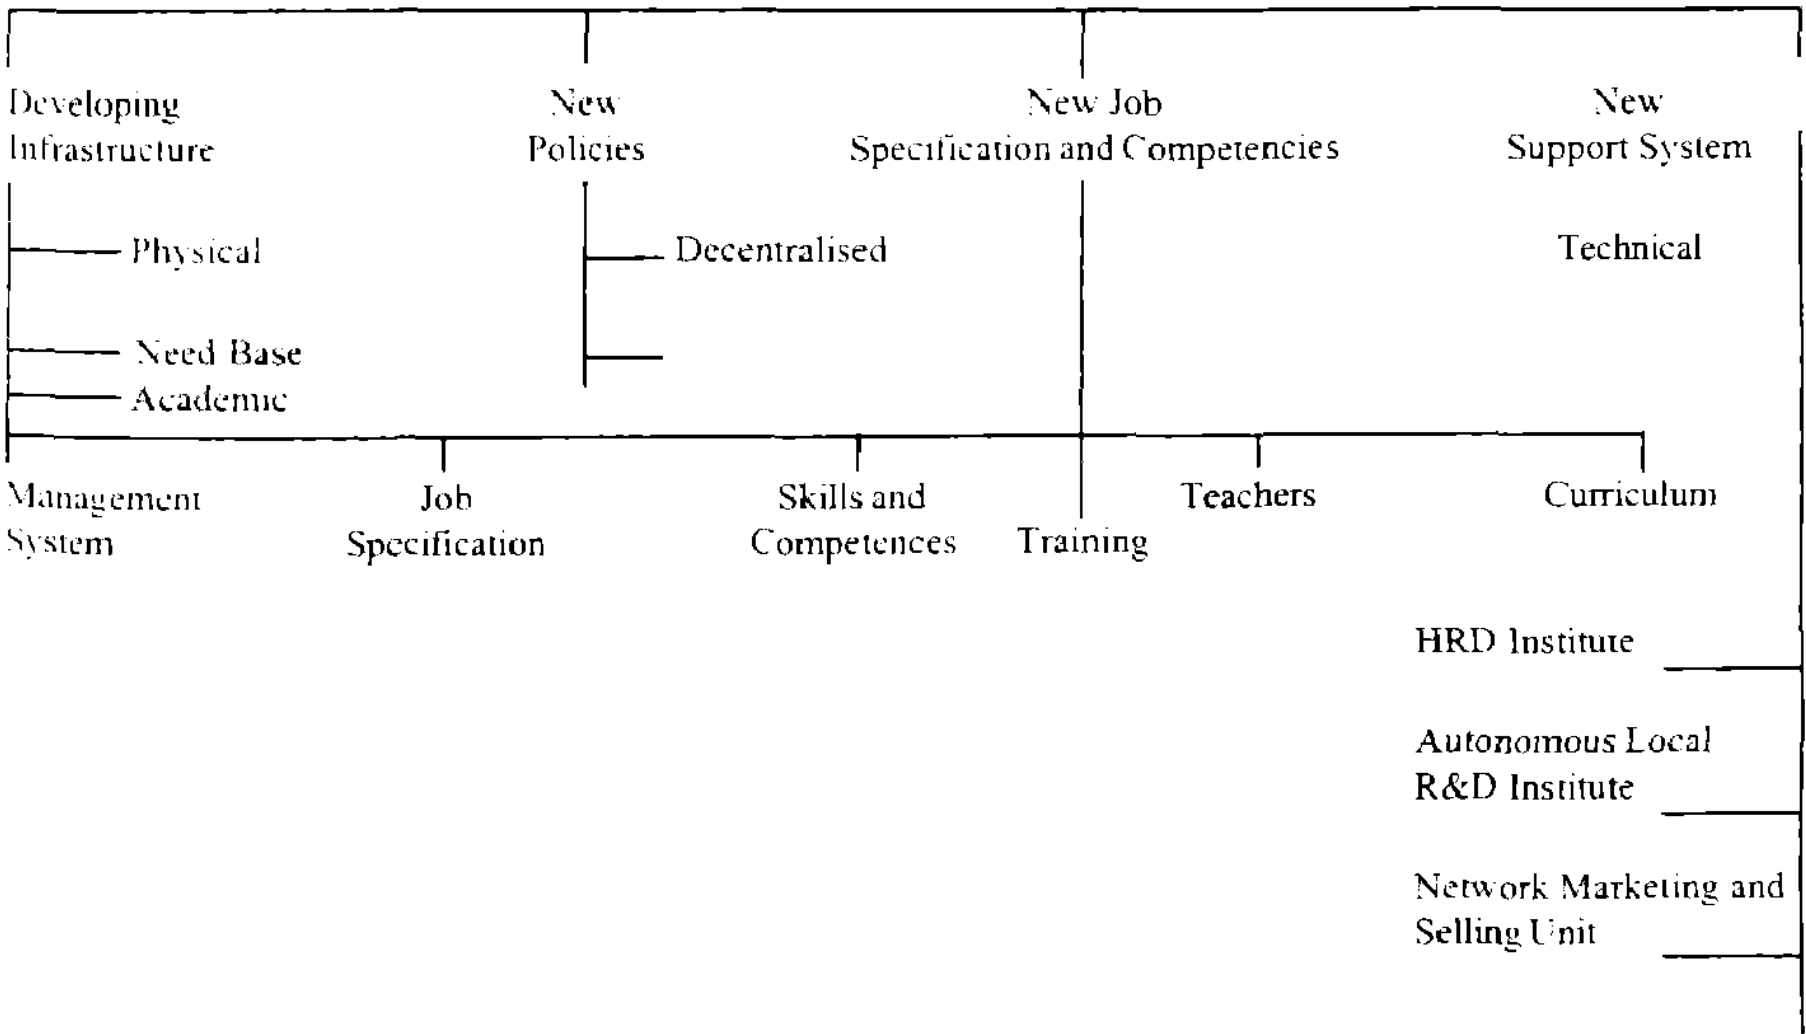 Developing
Infrastructure
New
Policies
New Job
Specification and Competencies
New
Support System
Physical
Decentralised
Technical
Need Base
Academic
Management
System
Job
Specification
Skills and
Competences
Training
Teachers
Curriculum
HRD Institute
Autonomous Local
R&D Institute
Network Marketing and
Selling Unit